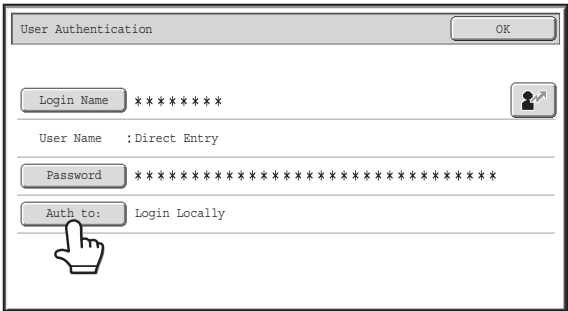 User Authentication OK
Login Name ********
User Name :Direct Entry
Password ********************************
Auth to: Login Locally